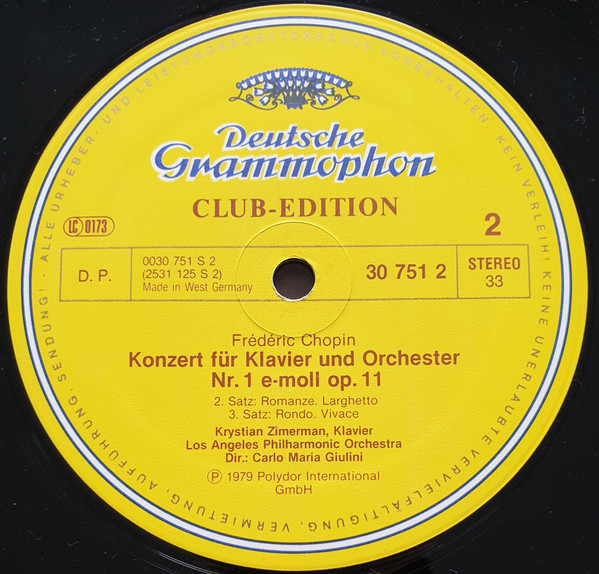 ALLE URHEBER- UND LEISTUNGSSCHUTZRECHTE VORBEHALTEN. KEIN VERLEIH! KEINE UNERLAUBTE VERVIELFÄLTIGUNG, VERMIETUNG, AUFFÜHRUNG, SENDUNG! ·
Deutsche
Grammophon
CLUB-EDITION
LC 0173
2
D. P.
0030 751 S 2
(2531 125 S 2)
Made in West Germany
30 751 2
STEREO
33
Frédéric Chopin
Konzert für Klavier und Orchester
Nr. 1 e-moll op. 11
2. Satz: Romanze. Larghetto
3. Satz: Rondo. Vivace
Krystian Zimerman, Klavier
Los Angeles Philharmonic Orchestra
Dir.: Carlo Maria Giulini
Ⓟ 1979 Polydor International
GmbH